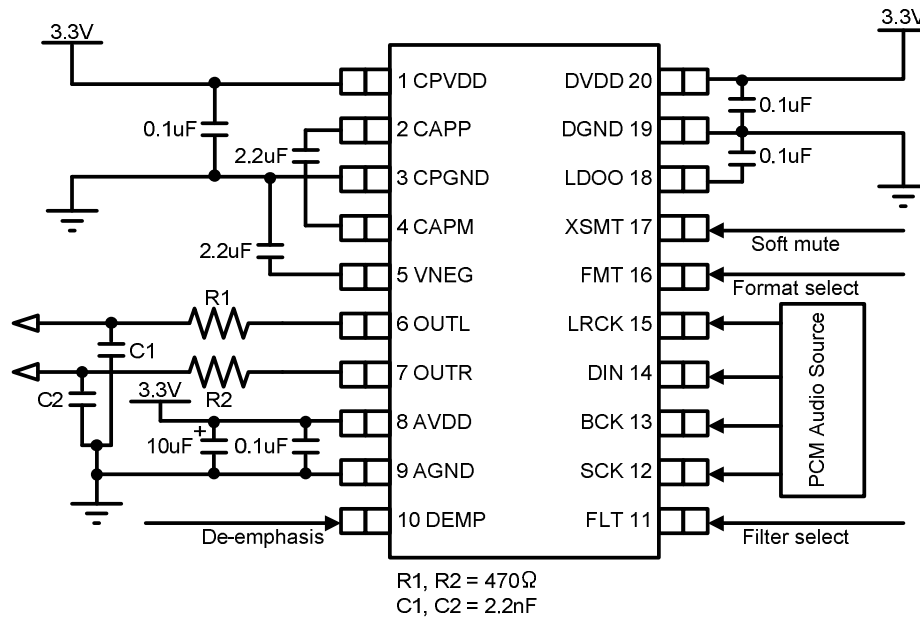 3.3V
3.3V
1 CPVDD
DVDD 20
0.1uF
0.1uF
2 CAPP
DGND 19
2.2uF
0.1uF
3 CPGND
LDOO 18
4 CAPM
XSMT 17
Soft mute
2.2uF
5 VNEG
FMT 16
Format select
R1
6 OUTL
LRCK 15
C1
7 OUTR
DIN 14
C2
R2
3.3V
8 AVDD
BCK 13
10uF
+
0.1uF
9 AGND
SCK 12
PCM Audio Source
10 DEMP
FLT 11
De-emphasis
Filter select
R1, R2 = 470Ω
C1, C2 = 2.2nF